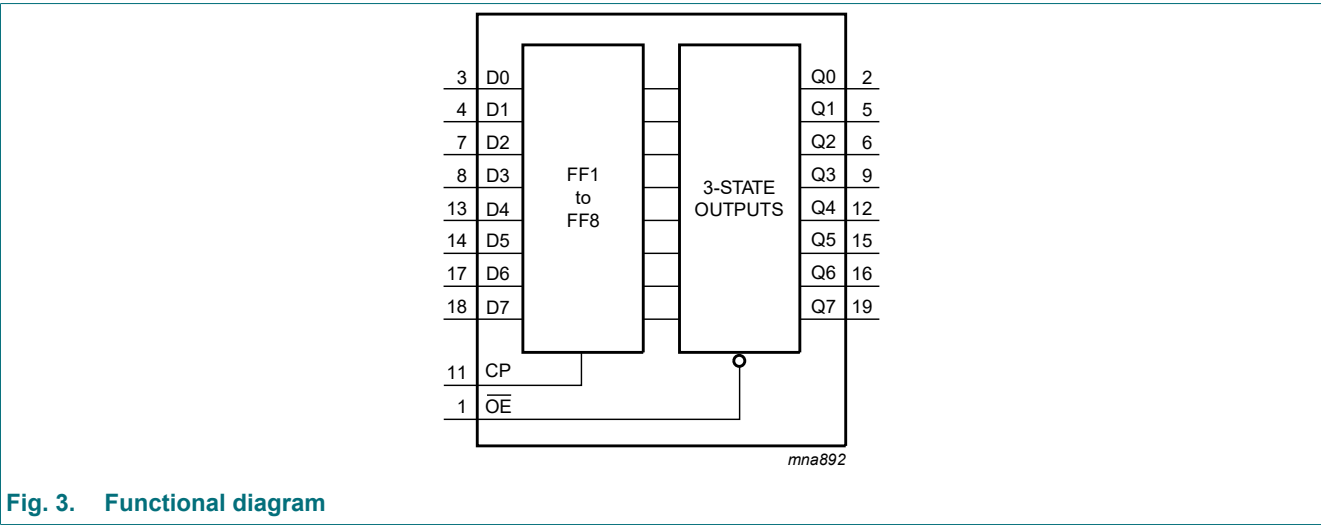 3 D0 Q0 2
4 D1 Q1 5
7 D2 Q2 6
8 D3 FF1 Q3 9
to 3-STATE
13 D4 FF8 OUTPUTS Q4 12
14 D5 Q5 15
17 D6 Q6 16
18 D7 Q7 19
11 CP
1 O̅E̅
mna892
Fig. 3. Functional diagram